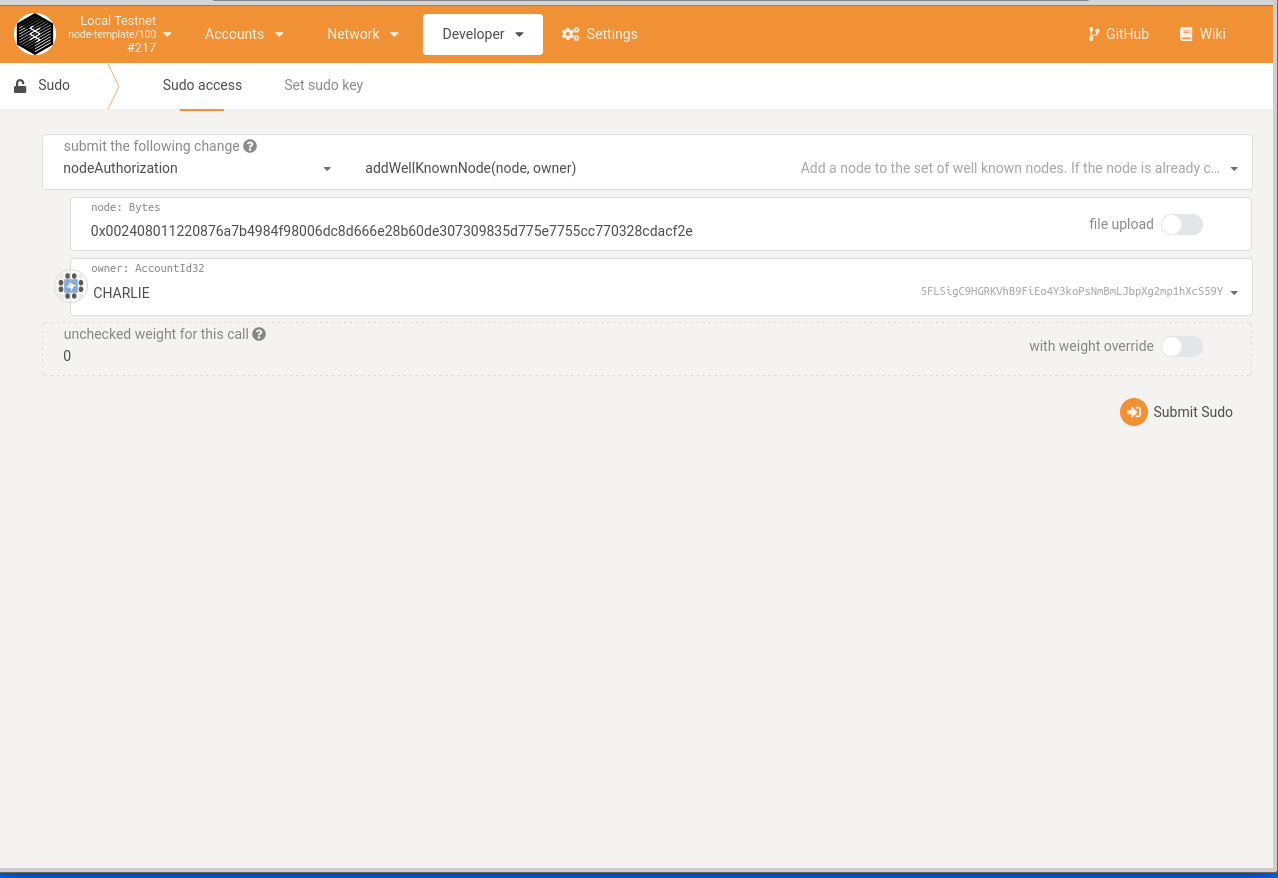 Local Testnet
node-template/100
#217
Accounts
Network
Developer
Settings
GitHub
Wiki
Sudo
Sudo access
Set sudo key
submit the following change
nodeAuthorization
addWellKnownNode(node, owner)
Add a node to the set of well known nodes. If the node is already c...
node: Bytes
0x002408011220876a7b4984f98006dc8d666e28b60de307309835d775e7755cc770328cdacf2e
file upload
owner: AccountId32
CHARLIE
5FLSigC9HGRKVhB9FiEo4Y3koPsNmBmLJbpXg2mp1hXcS59Y
unchecked weight for this call
0
with weight override
Submit Sudo